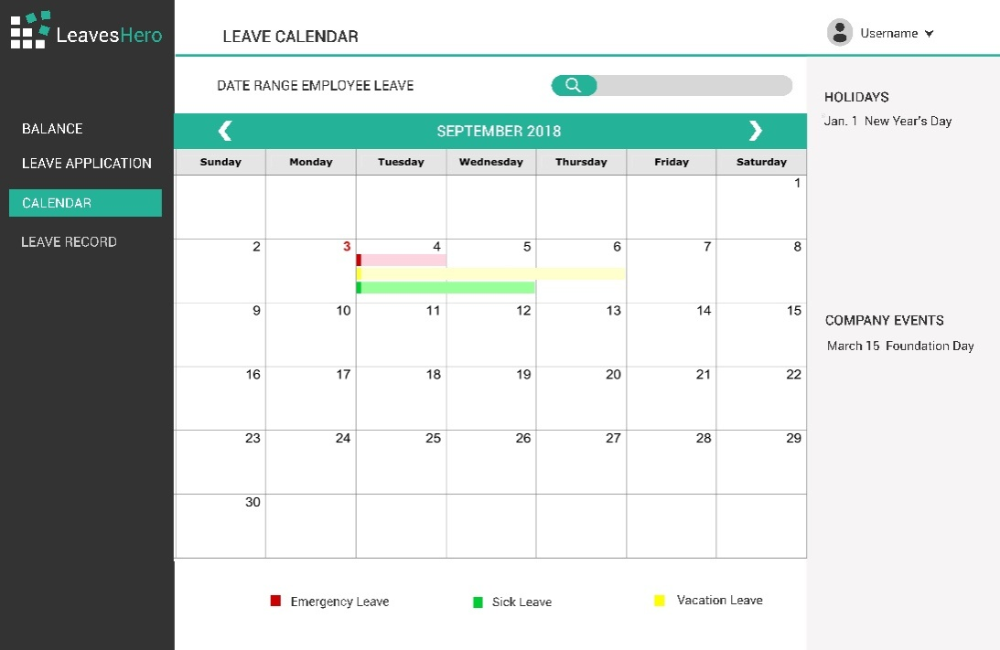 LeavesHero
LEAVE CALENDAR
Username
BALANCE
LEAVE APPLICATION
CALENDAR
LEAVE RECORD
DATE RANGE EMPLOYEE LEAVE
SEPTEMBER 2018
Sunday Monday Tuesday Wednesday Thursday Friday Saturday
1
2 3 4 5 6 7 8
9 10 11 12 13 14 15
16 17 18 19 20 21 22
23 24 25 26 27 28 29
30
Emergency Leave Sick Leave Vacation Leave
HOLIDAYS
Jan. 1 New Year's Day
COMPANY EVENTS
March 15 Foundation Day